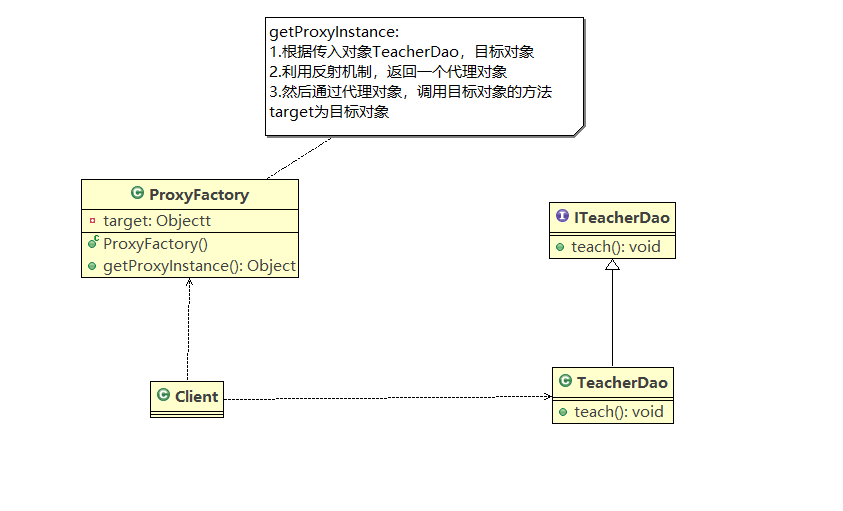 getProxyInstance:
1.根据传入对象TeacherDao，目标对象
2.利用反射机制，返回一个代理对象
3.然后通过代理对象，调用目标对象的方法
target为目标对象
C ProxyFactory
target: Objectt
C ProxyFactory()
getProxyInstance(): Object
I ITeacherDao
teach(): void
C Client
C TeacherDao
teach(): void